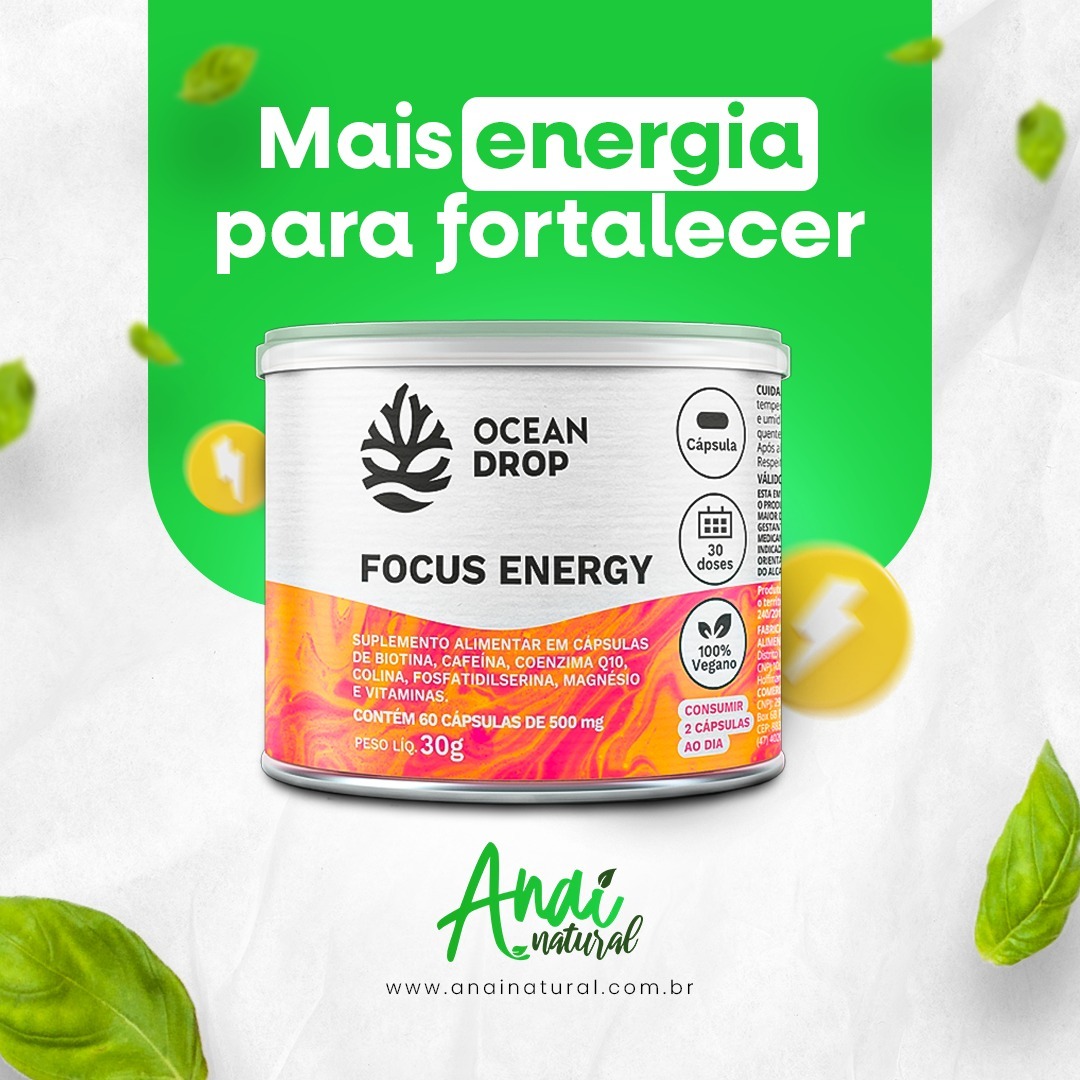 Mais energia
para fortalecer
OCEAN
DROP
FOCUS ENERGY
SUPLEMENTO ALIMENTAR EM CÁPSULAS
DE BIOTINA, CAFEÍNA, COENZIMA Q10,
COLINA, FOSFATIDILSERINA, MAGNÉSIO
E VITAMINAS.
CONTÉM 60 CÁPSULAS DE 500 mg
PESO LÍQ. 30g
Cápsula
30
doses
100%
Vegano
CONSUMIR
2 CÁPSULAS
AO DIA
Anaí
natural
www.anainatural.com.br